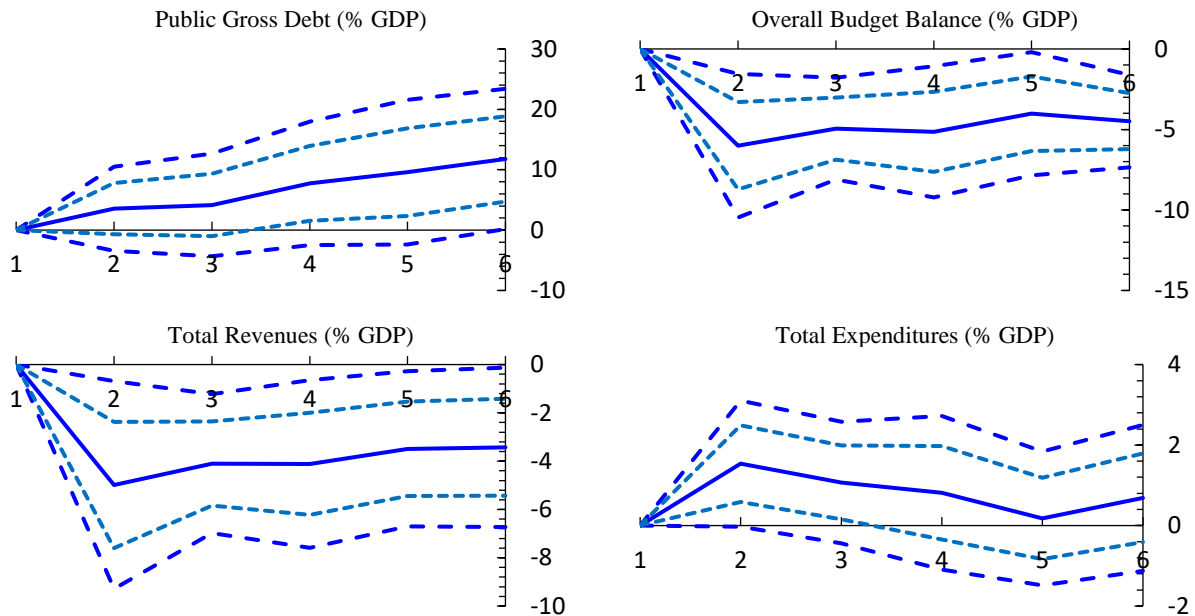 Public Gross Debt (% GDP)
30
20
10
0
-10
1 2 3 4 5 6
Overall Budget Balance (% GDP)
0
-5
-10
-15
1 2 3 4 5 6
Total Revenues (% GDP)
0
-2
-4
-6
-8
-10
1 2 3 4 5 6
Total Expenditures (% GDP)
4
2
0
-2
1 2 3 4 5 6